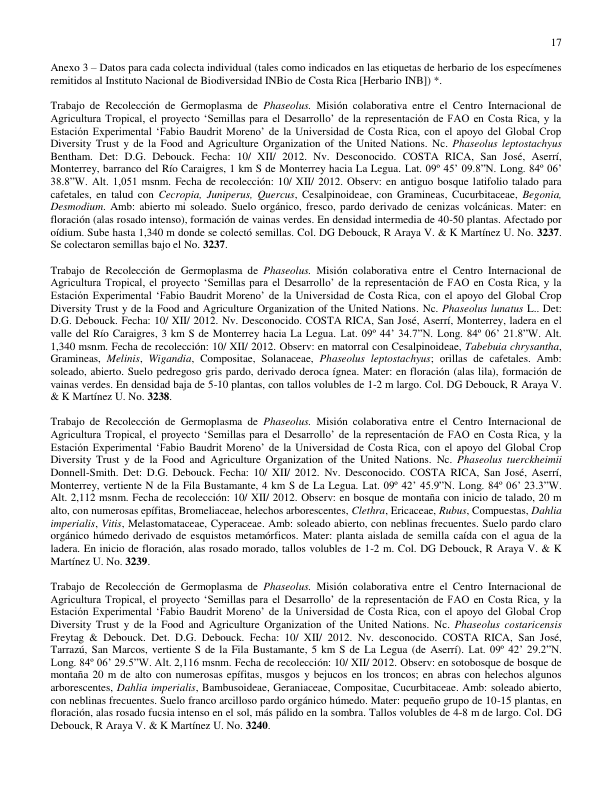 17
Anexo 3 – Datos para cada colecta individual (tales como indicados en las etiquetas de herbario de los especímenes
remitidos al Instituto Nacional de Biodiversidad INBio de Costa Rica [Herbario INB]) *.
Trabajo de Recolección de Germoplasma de Phaseolus. Misión colaborativa entre el Centro Internacional de
Agricultura Tropical, el proyecto ‘Semillas para el Desarrollo’ de la representación de FAO en Costa Rica, y la
Estación Experimental ‘Fabio Baudrit Moreno’ de la Universidad de Costa Rica, con el apoyo del Global Crop
Diversity Trust y de la Food and Agriculture Organization of the United Nations. Nc. Phaseolus leptostachyus
Bentham. Det: D.G. Debouck. Fecha: 10/ XII/ 2012. Nv. Desconocido. COSTA RICA, San José, Aserrí,
Monterrey, barranco del Río Caraigres, 1 km S de Monterrey hacia La Legua. Lat. 09º 45’ 09.8”N. Long. 84º 06’
38.8”W. Alt. 1,051 msnm. Fecha de recolección: 10/ XII/ 2012. Observ: en antiguo bosque latifolio talado para
cafetales, en talud con Cecropia, Juniperus, Quercus, Cesalpinoideae, con Gramineas, Cucurbitaceae, Begonia,
Desmodium. Amb: abierto mi soleado. Suelo orgánico, fresco, pardo derivado de cenizas volcánicas. Mater: en
floración (alas rosado intenso), formación de vainas verdes. En densidad intermedia de 40-50 plantas. Afectado por
oídium. Sube hasta 1,340 m donde se colectó semillas. Col. DG Debouck, R Araya V. & K Martínez U. No. 3237.
Se colectaron semillas bajo el No. 3237.
Trabajo de Recolección de Germoplasma de Phaseolus. Misión colaborativa entre el Centro Internacional de
Agricultura Tropical, el proyecto ‘Semillas para el Desarrollo’ de la representación de FAO en Costa Rica, y la
Estación Experimental ‘Fabio Baudrit Moreno’ de la Universidad de Costa Rica, con el apoyo del Global Crop
Diversity Trust y de la Food and Agriculture Organization of the United Nations. Nc. Phaseolus lunatus L.. Det:
D.G. Debouck. Fecha: 10/ XII/ 2012. Nv. Desconocido. COSTA RICA, San José, Aserrí, Monterrey, ladera en el
valle del Río Caraigres, 3 km S de Monterrey hacia La Legua. Lat. 09º 44’ 34.7”N. Long. 84º 06’ 21.8”W. Alt.
1,340 msnm. Fecha de recolección: 10/ XII/ 2012. Observ: en matorral con Cesalpinoideae, Tabebuia chrysantha,
Gramineas, Melinis, Wigandia, Compositae, Solanaceae, Phaseolus leptostachyus; orillas de cafetales. Amb:
soleado, abierto. Suelo pedregoso gris pardo, derivado deroca ígnea. Mater: en floración (alas lila), formación de
vainas verdes. En densidad baja de 5-10 plantas, con tallos volubles de 1-2 m largo. Col. DG Debouck, R Araya V.
& K Martínez U. No. 3238.
Trabajo de Recolección de Germoplasma de Phaseolus. Misión colaborativa entre el Centro Internacional de
Agricultura Tropical, el proyecto ‘Semillas para el Desarrollo’ de la representación de FAO en Costa Rica, y la
Estación Experimental ‘Fabio Baudrit Moreno’ de la Universidad de Costa Rica, con el apoyo del Global Crop
Diversity Trust y de la Food and Agriculture Organization of the United Nations. Nc. Phaseolus tuerckheimii
Donnell-Smith. Det: D.G. Debouck. Fecha: 10/ XII/ 2012. Nv. Desconocido. COSTA RICA, San José, Aserrí,
Monterrey, vertiente N de la Fila Bustamante, 4 km S de La Legua. Lat. 09º 42’ 45.9”N. Long. 84º 06’ 23.3”W.
Alt. 2,112 msnm. Fecha de recolección: 10/ XII/ 2012. Observ: en bosque de montaña con inicio de talado, 20 m
alto, con numerosas epífitas, Bromeliaceae, helechos arborescentes, Clethra, Ericaceae, Rubus, Compuestas, Dahlia
imperialis, Vitis, Melastomataceae, Cyperaceae. Amb: soleado abierto, con neblinas frecuentes. Suelo pardo claro
orgánico húmedo derivado de esquistos metamórficos. Mater: planta aislada de semilla caída con el agua de la
ladera. En inicio de floración, alas rosado morado, tallos volubles de 1-2 m. Col. DG Debouck, R Araya V. & K
Martínez U. No. 3239.
Trabajo de Recolección de Germoplasma de Phaseolus. Misión colaborativa entre el Centro Internacional de
Agricultura Tropical, el proyecto ‘Semillas para el Desarrollo’ de la representación de FAO en Costa Rica, y la
Estación Experimental ‘Fabio Baudrit Moreno’ de la Universidad de Costa Rica, con el apoyo del Global Crop
Diversity Trust y de la Food and Agriculture Organization of the United Nations. Nc. Phaseolus costaricensis
Freytag & Debouck. Det. D.G. Debouck. Fecha: 10/ XII/ 2012. Nv. desconocido. COSTA RICA, San José,
Tarrazú, San Marcos, vertiente S de la Fila Bustamante, 5 km S de La Legua (de Aserrí). Lat. 09º 42’ 29.2”N.
Long. 84º 06’ 29.5”W. Alt. 2,116 msnm. Fecha de recolección: 10/ XII/ 2012. Observ: en sotobosque de bosque de
montaña 20 m de alto con numerosas epífitas, musgos y bejucos en los troncos; en abras con helechos algunos
arborescentes, Dahlia imperialis, Bambusoideae, Geraniaceae, Compositae, Cucurbitaceae. Amb: soleado abierto,
con neblinas frecuentes. Suelo franco arcilloso pardo orgánico húmedo. Mater: pequeño grupo de 10-15 plantas, en
floración, alas rosado fucsia intenso en el sol, más pálido en la sombra. Tallos volubles de 4-8 m de largo. Col. DG
Debouck, R Araya V. & K Martínez U. No. 3240.